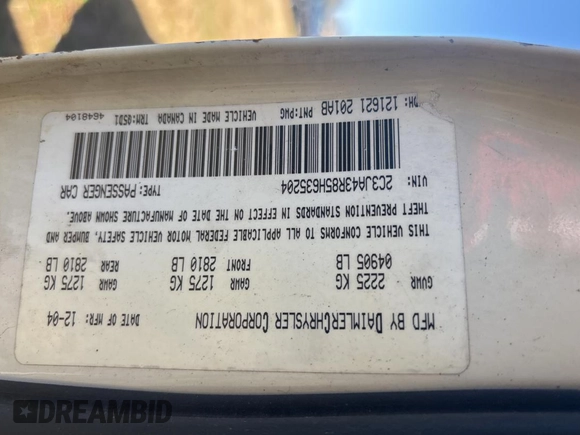 MFD BY DAIMLERCHRYSLER CORPORATION DATE OF MFR: 12-04
GVWR GAWR FRONT GAWR REAR
2225 KG 1275 KG 1275 KG
04905 LB 2810 LB 2810 LB
THIS VEHICLE CONFORMS TO ALL APPLICABLE FEDERAL MOTOR VEHICLE SAFETY, BUMPER AND
THEFT PREVENTION STANDARDS IN EFFECT ON THE DATE OF MANUFACTURE SHOWN ABOVE.
VIN: 2C3JA43R85H635204 TYPE: PASSENGER CAR
DH: 121621 201AB PNT:PWG VEHICLE MADE IN CANADA TRM:85D1 4648104
DREAMBID